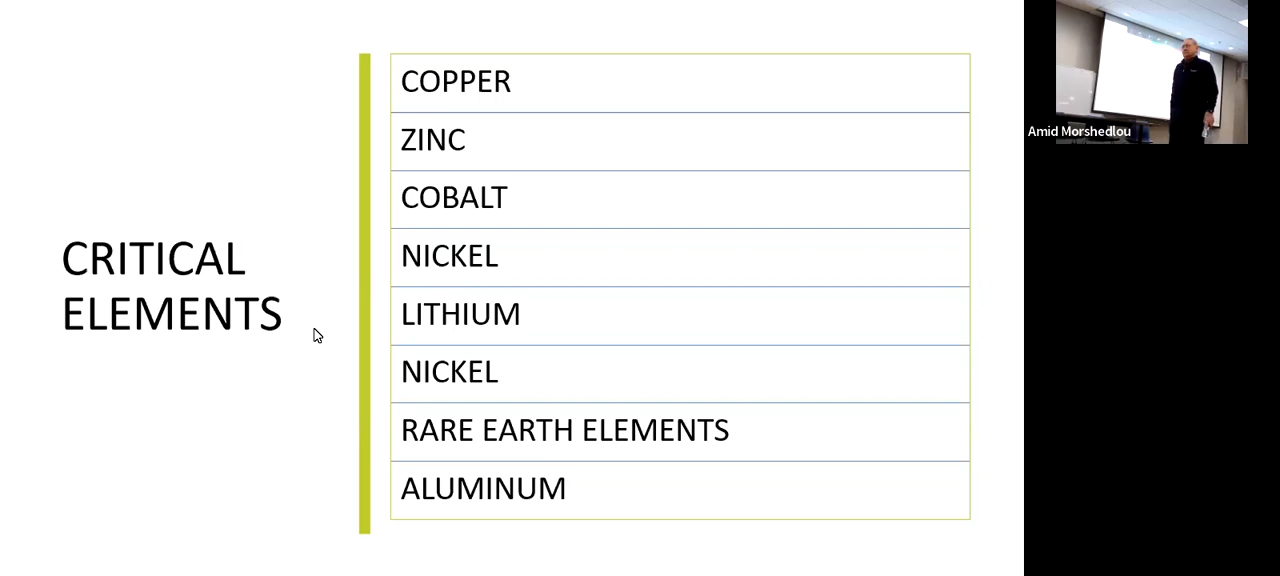 CRITICAL
ELEMENTS
COPPER
ZINC
COBALT
NICKEL
LITHIUM
NICKEL
RARE EARTH ELEMENTS
ALUMINUM
Amid Morshedlou